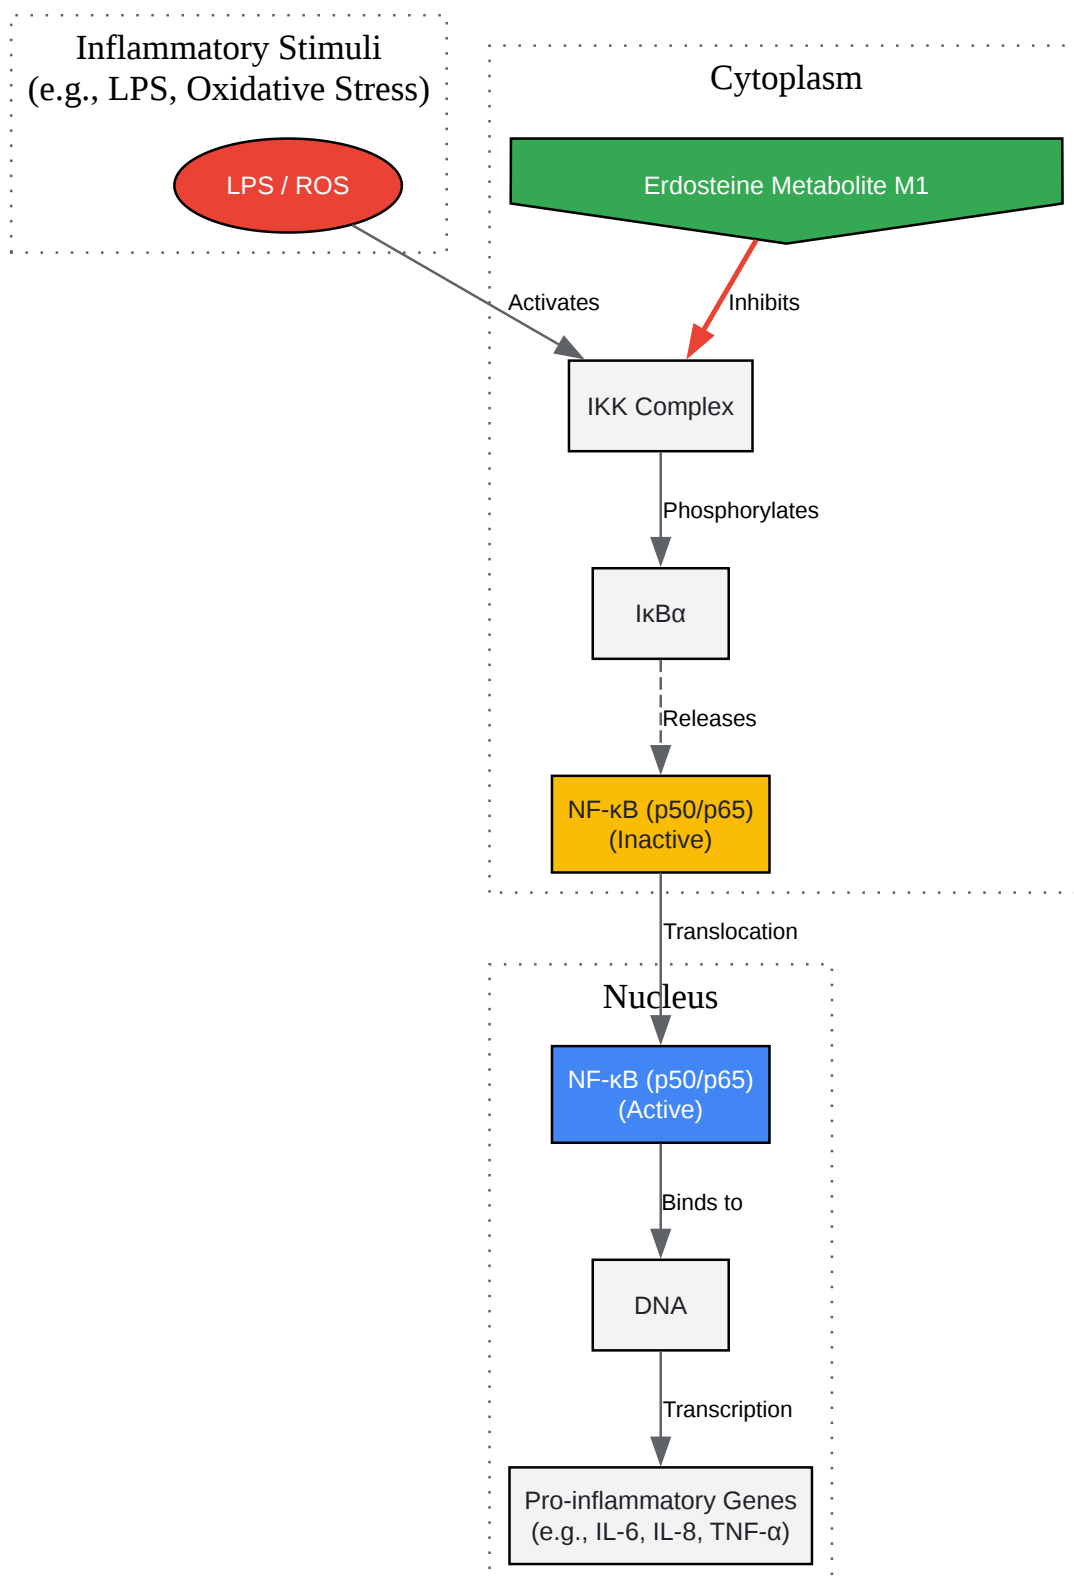 Inflammatory Stimuli
(e.g., LPS, Oxidative Stress)
LPS / ROS
Cytoplasm
Erdosteine Metabolite M1
Activates
Inhibits
IKK Complex
Phosphorylates
IκBα
Releases
NF-κB (p50/p65)
(Inactive)
Translocation
Nucleus
NF-κB (p50/p65)
(Active)
Binds to
DNA
Transcription
Pro-inflammatory Genes
(e.g., IL-6, IL-8, TNF-α)